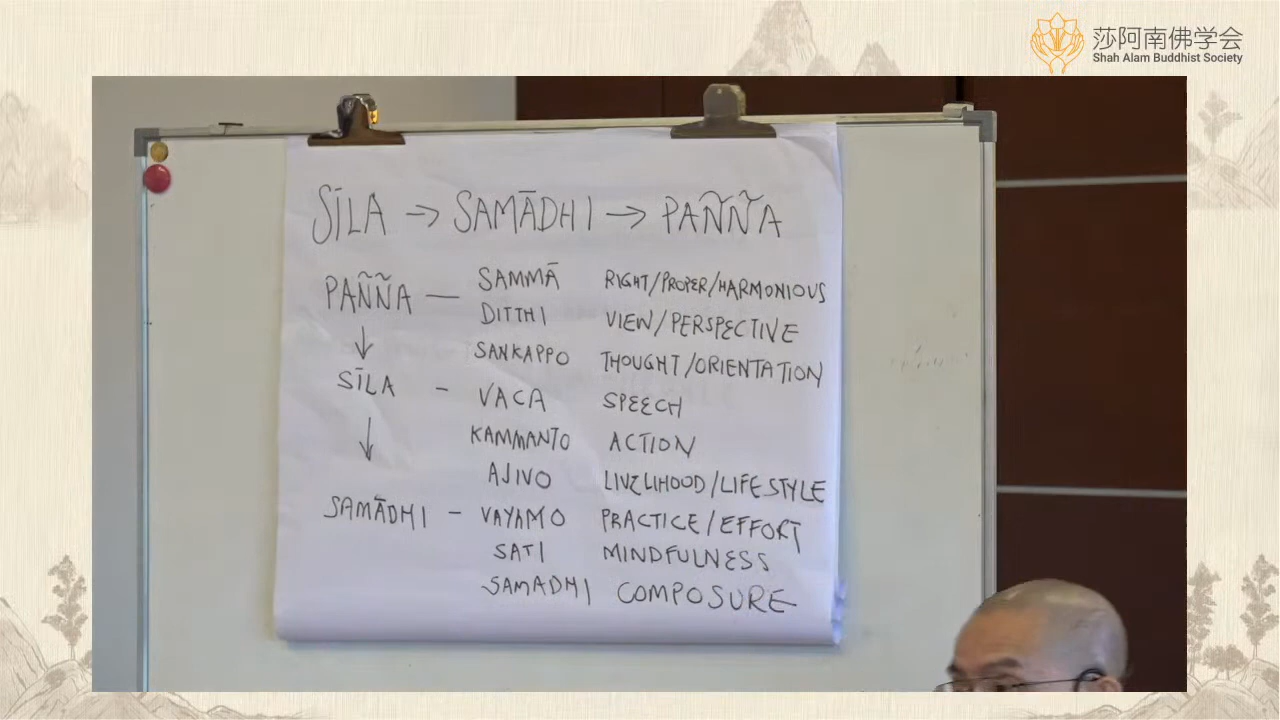 莎阿南佛学会
Shah Alam Buddhist Society
SĪLA → SAMĀDHI → PAÑÑA
PAÑÑA — SAMMĀ RIGHT/PROPER/HARMONIOUS
DITTHI VIEW/PERSPECTIVE
SANKAPPO THOUGHT/ORIENTATION
SĪLA - VACA SPEECH
KAMMANTO ACTION
AJIVO LIVELIHOOD/LIFESTYLE
SAMĀDHI - VAYAMO PRACTICE/EFFORT
SATI MINDFULNESS
SAMADHI COMPOSURE